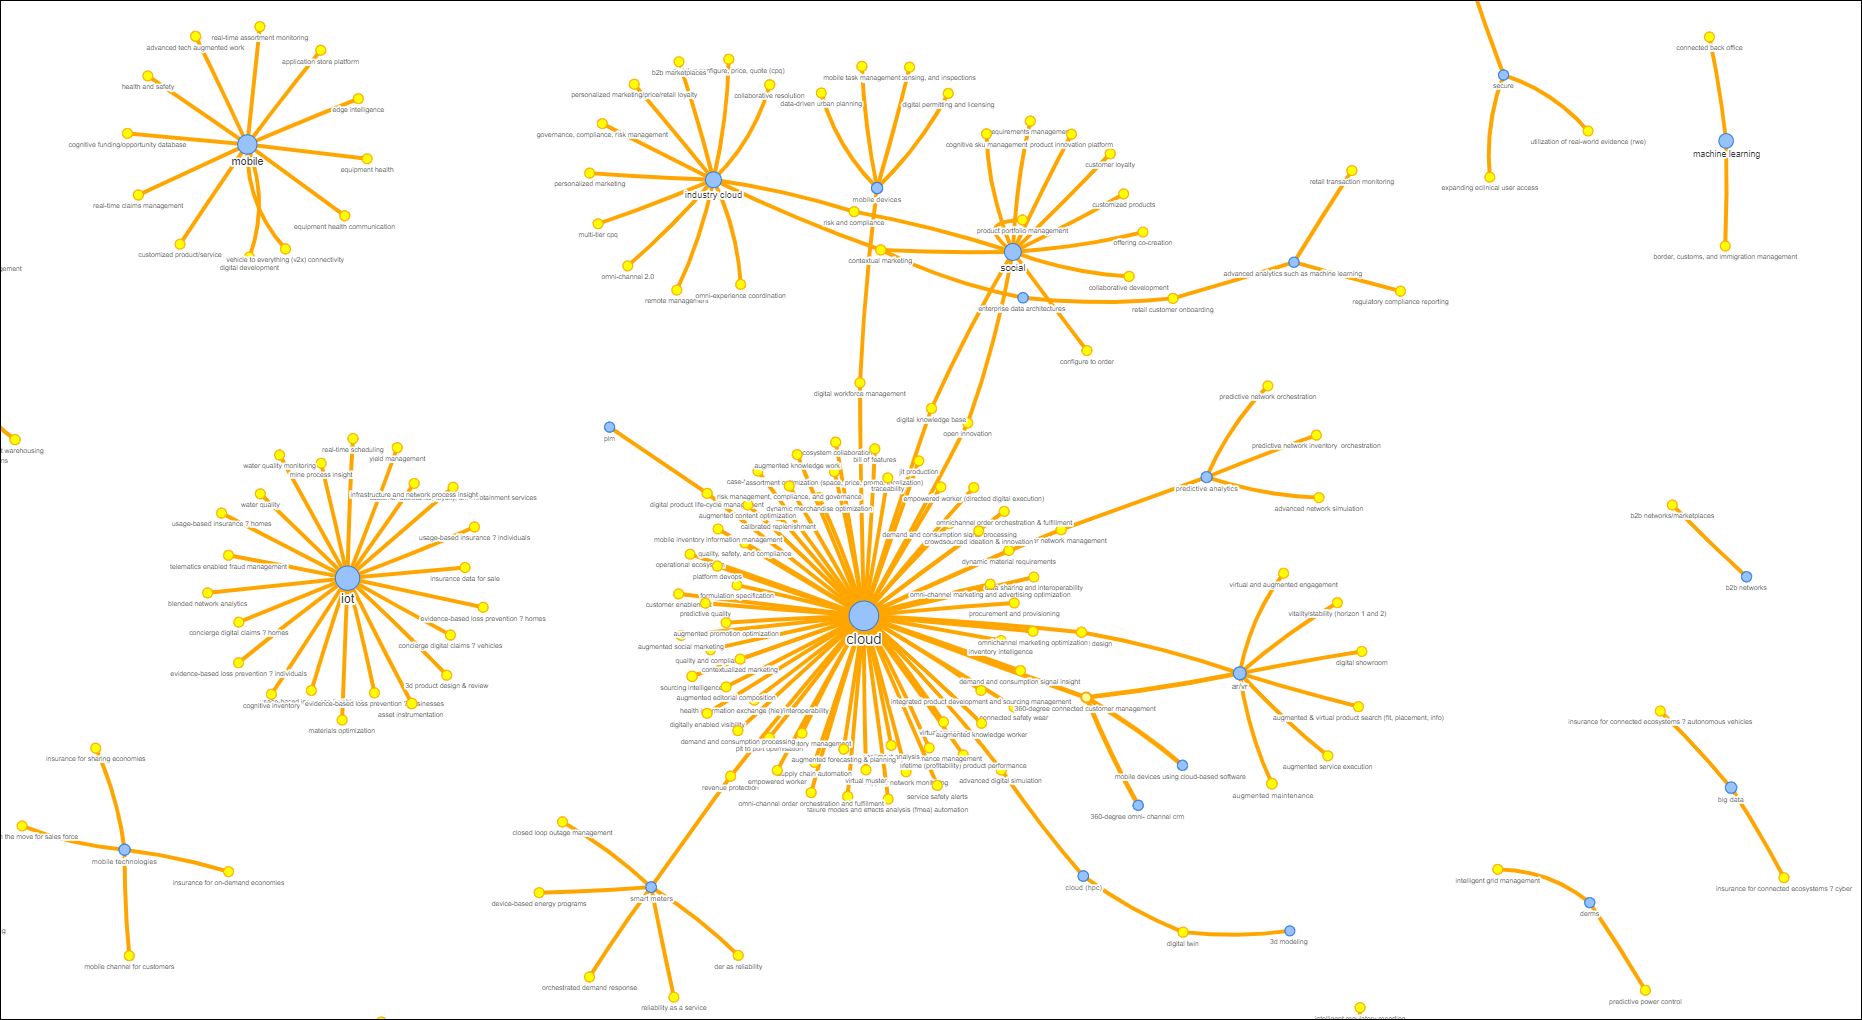 real-time assortment monitoring
advanced tech augmented work
application store platform
health and safety
edge intelligence
cognitive funding/opportunity database
mobile
equipment health
real-time claims management
equipment health communication
customized product/service
vehicle to everything (v2x) connectivity
digital development
b2b marketplaces
configure, price, quote (cpq)
personalized marketing/price/retail loyalty
collaborative resolution
governance, compliance, risk management
personalized marketing
industry cloud
multi-tier cpq
omni-channel 2.0
remote management
omni-experience coordination
mobile task management
and inspections
data-driven urban planning
digital permitting and licensing
mobile devices
risk and compliance
contextual marketing
requirements management
cognitive sku management
product innovation platform
customer loyalty
customized products
product portfolio management
offering co-creation
social
collaborative development
enterprise data architectures
retail customer onboarding
configure to order
retail transaction monitoring
advanced analytics such as machine learning
regulatory compliance reporting
secure
utilization of real-world evidence (rwe)
expanding eclinical user access
connected back office
machine learning
border, customs, and immigration management
digital workforce management
digital knowledge base
open innovation
plm
predictive network orchestration
predictive network inventory orchestration
predictive analytics
advanced network simulation
b2b networks/marketplaces
b2b networks
warehousing
real-time scheduling
yield management
water quality monitoring
mine process insight
infrastructure and network process insight
water quality
usage-based insurance ? homes
usage-based insurance ? individuals
telematics enabled fraud management
insurance data for sale
blended network analytics
iot
evidence-based loss prevention ? homes
concierge digital claims ? homes
concierge digital claims ? vehicles
evidence-based loss prevention ? individuals
3d product design & review
cognitive inventory
evidence-based loss prevention ? businesses
asset instrumentation
materials optimization
ecosystem collaboration
bill of features
augmented knowledge work
jit production
assortment optimization (space, price, promo, localization)
traceability
risk management, compliance, and governance
empowered worker (directed digital execution)
digital product life-cycle management
dynamic merchandise optimization
augmented content optimization
omnichannel order orchestration & fulfillment
calibrated replenishment
demand and consumption signal processing
mobile inventory information management
crowdsourced ideation & innovation
network management
quality, safety, and compliance
dynamic material requirements
operational ecosystem
platform devops
data sharing and interoperability
formulation specification
omni-channel marketing and advertising optimization
customer enablement
predictive quality
procurement and provisioning
augmented promotion optimization
cloud
augmented social marketing
omnichannel marketing optimization
design
inventory intelligence
quality and compliance
contextualized marketing
demand and consumption signal insight
sourcing intelligence
augmented editorial composition
integrated product development and sourcing management
health information exchange (hie)/interoperability
360-degree connected customer management
connected safety wear
digitally enabled visibility
augmented knowledge worker
demand and consumption processing
pit to port optimisation
augmented forecasting & planning
lifetime (profitability)
product performance
supply chain automation
empowered worker
virtual muster
network monitoring
advanced digital simulation
revenue protection
service safety alerts
omni-channel order orchestration and fulfillment
failure modes and effects analysis (fmea) automation
virtual and augmented engagement
vitality/stability (horizon 1 and 2)
digital showroom
ar/vr
augmented & virtual product search (fit, placement, info)
augmented service execution
augmented maintenance
mobile devices using cloud-based software
360-degree omni- channel crm
insurance for connected ecosystems ? autonomous vehicles
big data
insurance for connected ecosystems ? cyber
insurance for sharing economies
the move for sales force
mobile technologies
insurance for on-demand economies
mobile channel for customers
closed loop outage management
device-based energy programs
smart meters
der as reliability
orchestrated demand response
reliability as a service
cloud (hpc)
digital twin
3d modeling
intelligent grid management
derms
predictive power control
intelligent regulatory reporting